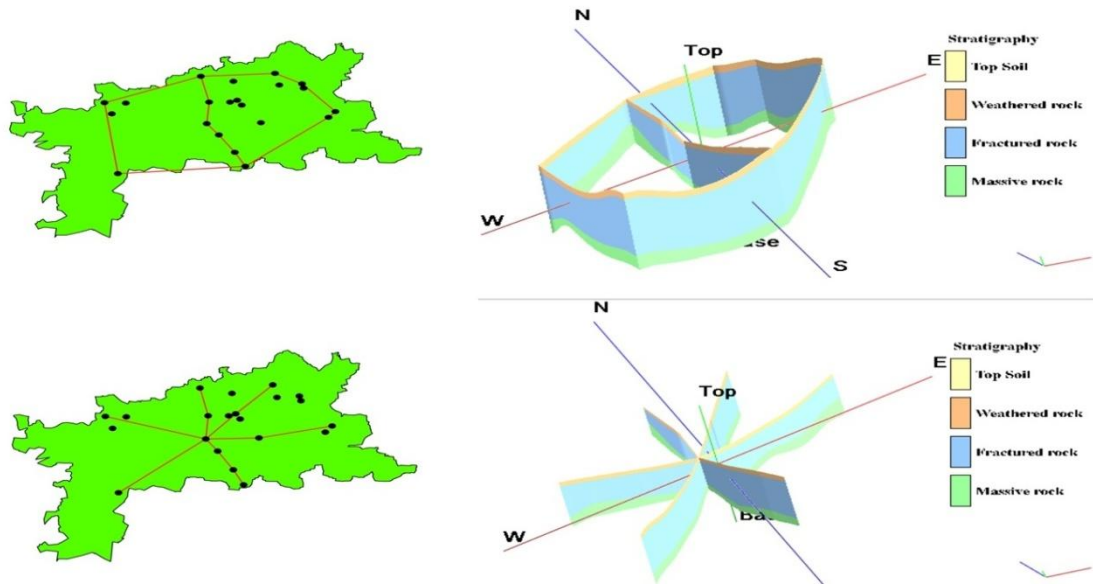 N
Top
E
W
S
Stratigraphy
Top Soil
Weathered rock
Fractured rock
Massive rock
N
Top
E
W
Stratigraphy
Top Soil
Weathered rock
Fractured rock
Massive rock